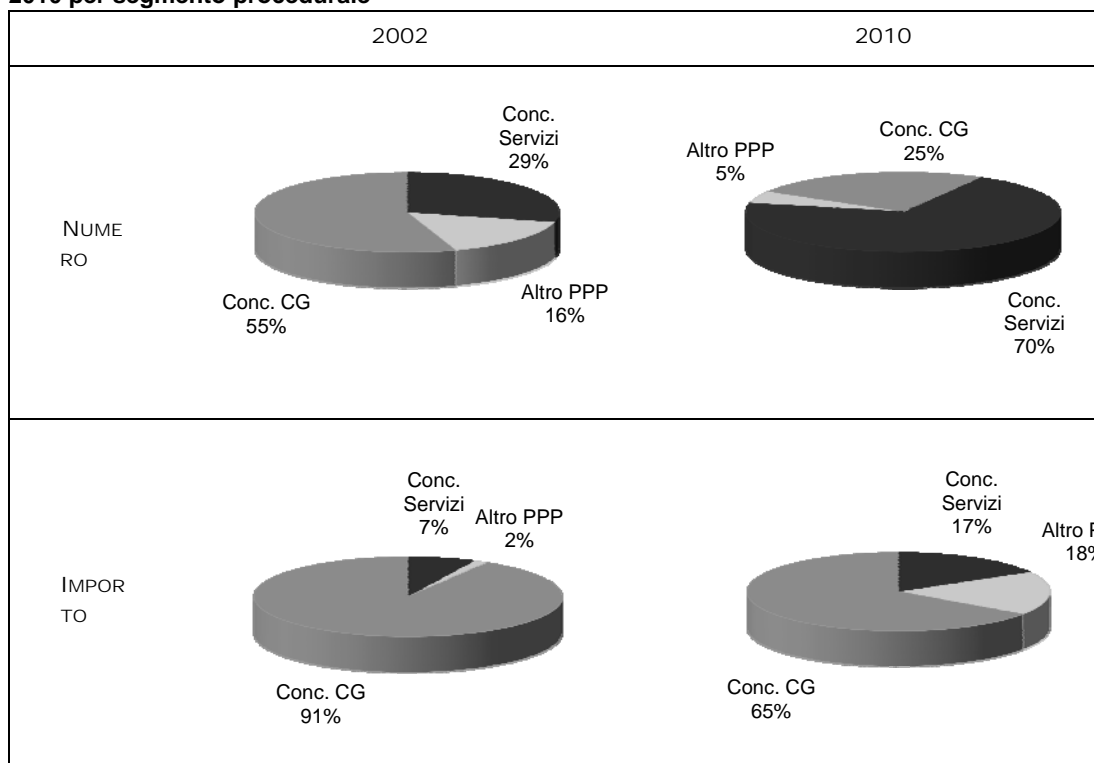 2010 per segmento procedurale
2002
2010
NUME
RO
Conc.
Servizi
29%
Conc. CG
55%
Altro PPP
16%
Altro PPP
5%
Conc. CG
25%
Conc.
Servizi
70%
IMPOR
TO
Conc.
Servizi
7%
Altro PPP
2%
Conc. CG
91%
Conc.
Servizi
17%
Altro
18%
Conc. CG
65%